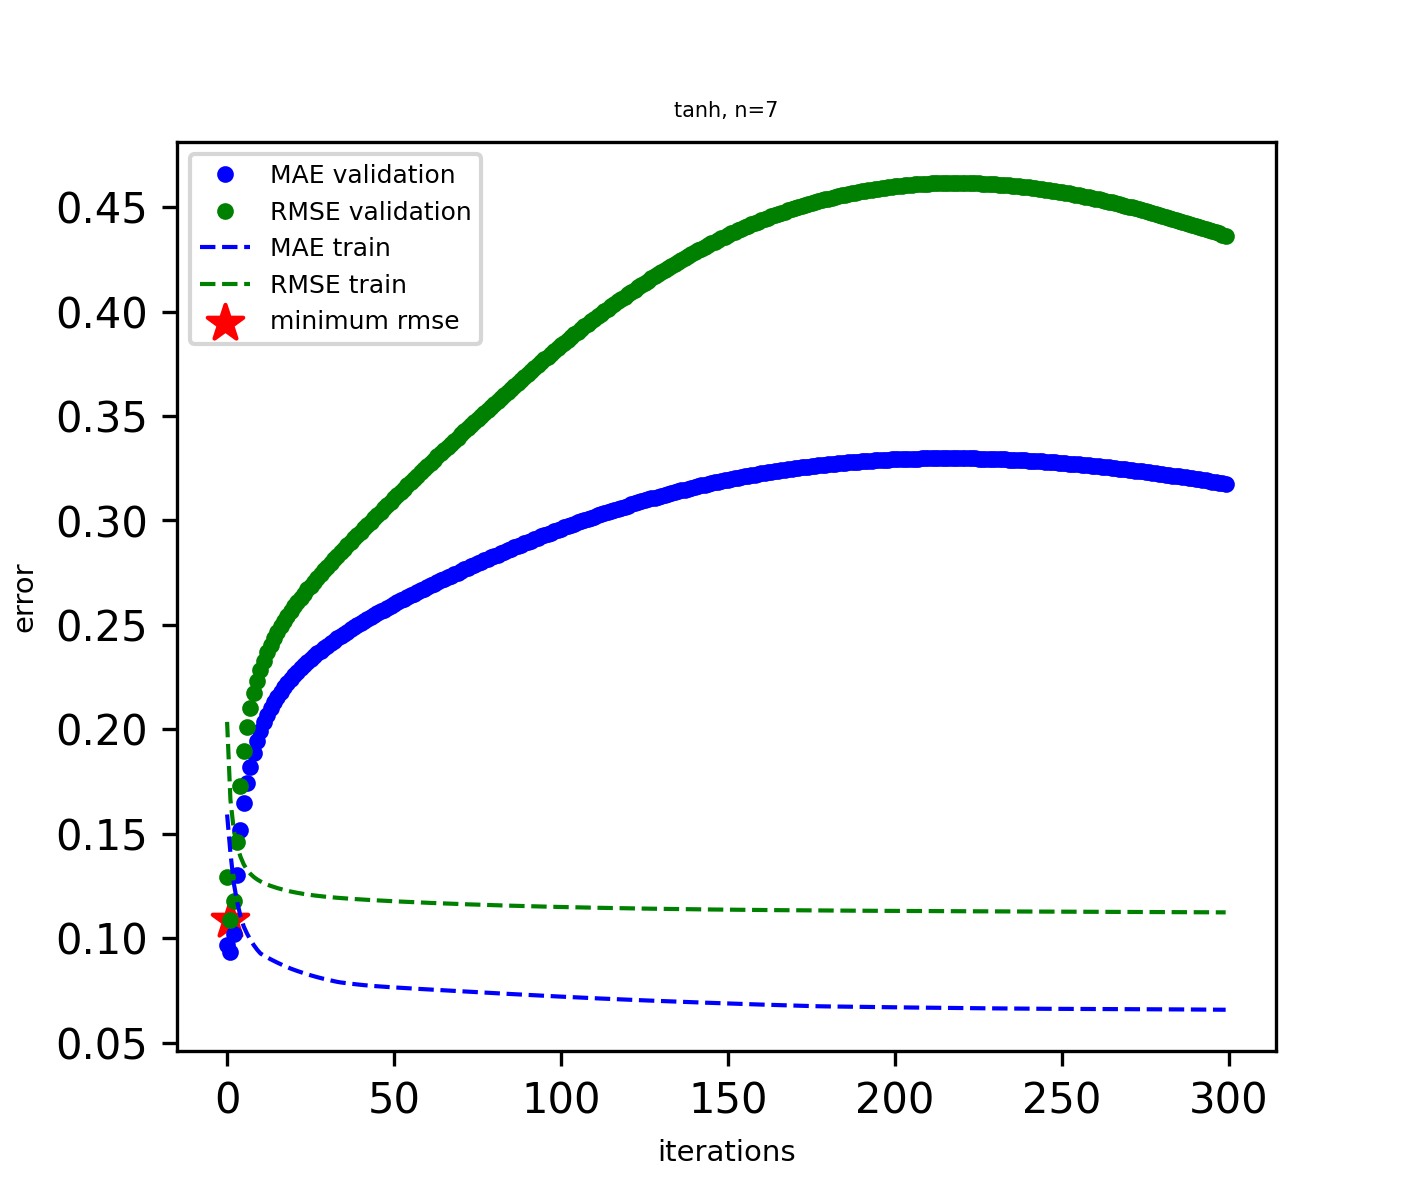 tanh, n=7
MAE validation
RMSE validation
MAE train
RMSE train
minimum rmse
0.45
0.40
0.35
0.30
0.25
0.20
0.15
0.10
0.05
error
0 50 100 150 200 250 300
iterations